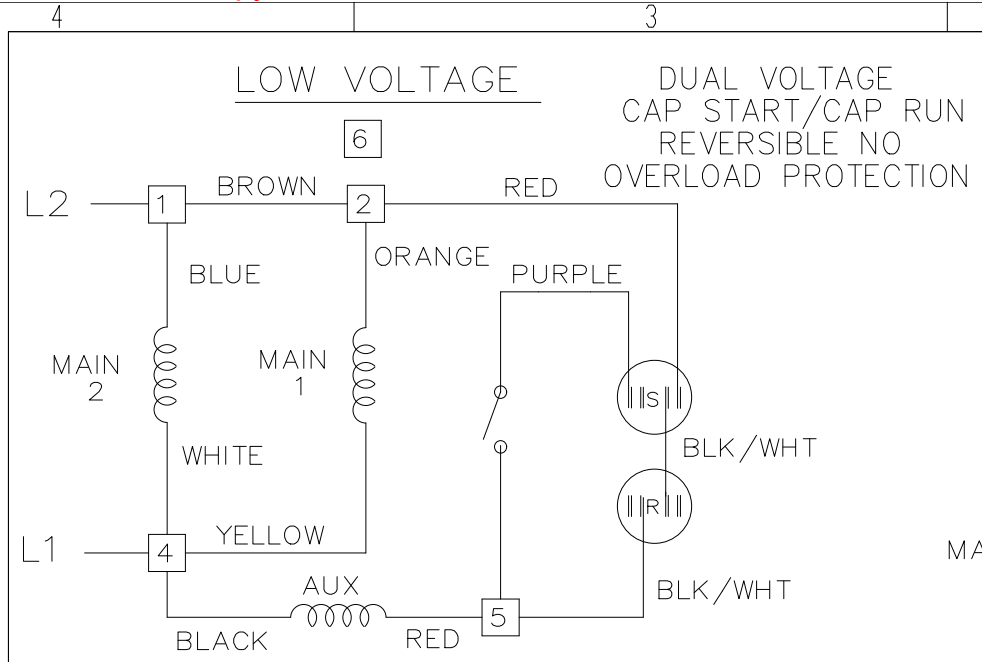 4 3
LOW VOLTAGE
DUAL VOLTAGE
CAP START/CAP RUN
REVERSIBLE NO
OVERLOAD PROTECTION
6
L2 1 BROWN 2 RED
BLUE
ORANGE
PURPLE
MAIN
2
MAIN
1
S
WHITE
BLK/WHT
R
L1 4 YELLOW
AUX
BLK/WHT
BLACK RED 5
MA